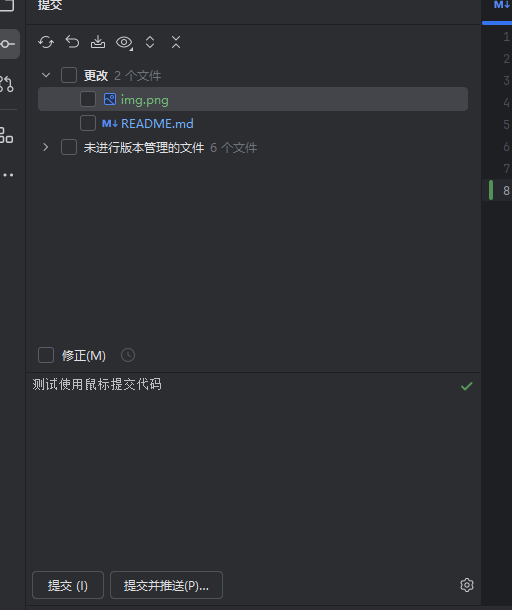 提交
M↓
更改 2 个文件
img.png
M↓ README.md
未进行版本管理的文件 6 个文件
1
2
3
4
5
6
7
8
修正(M)
测试使用鼠标提交代码
提交 (I)
提交并推送(P)...